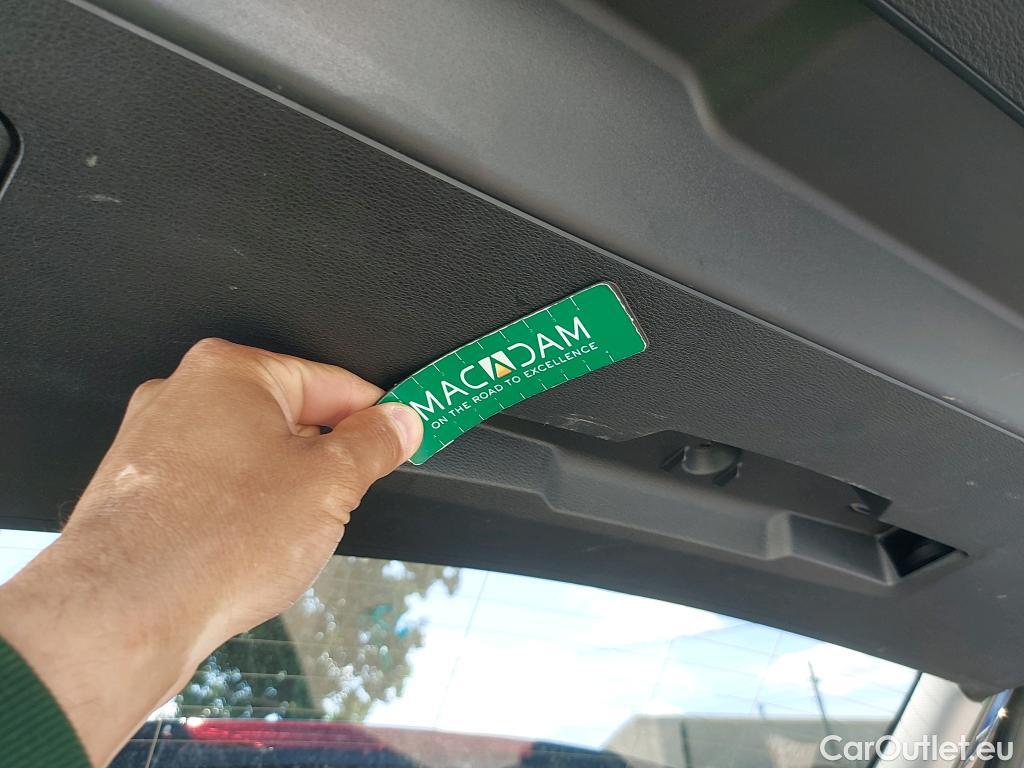 MACADAM
ON THE ROAD TO EXCELLENCE
CarOutlet.eu